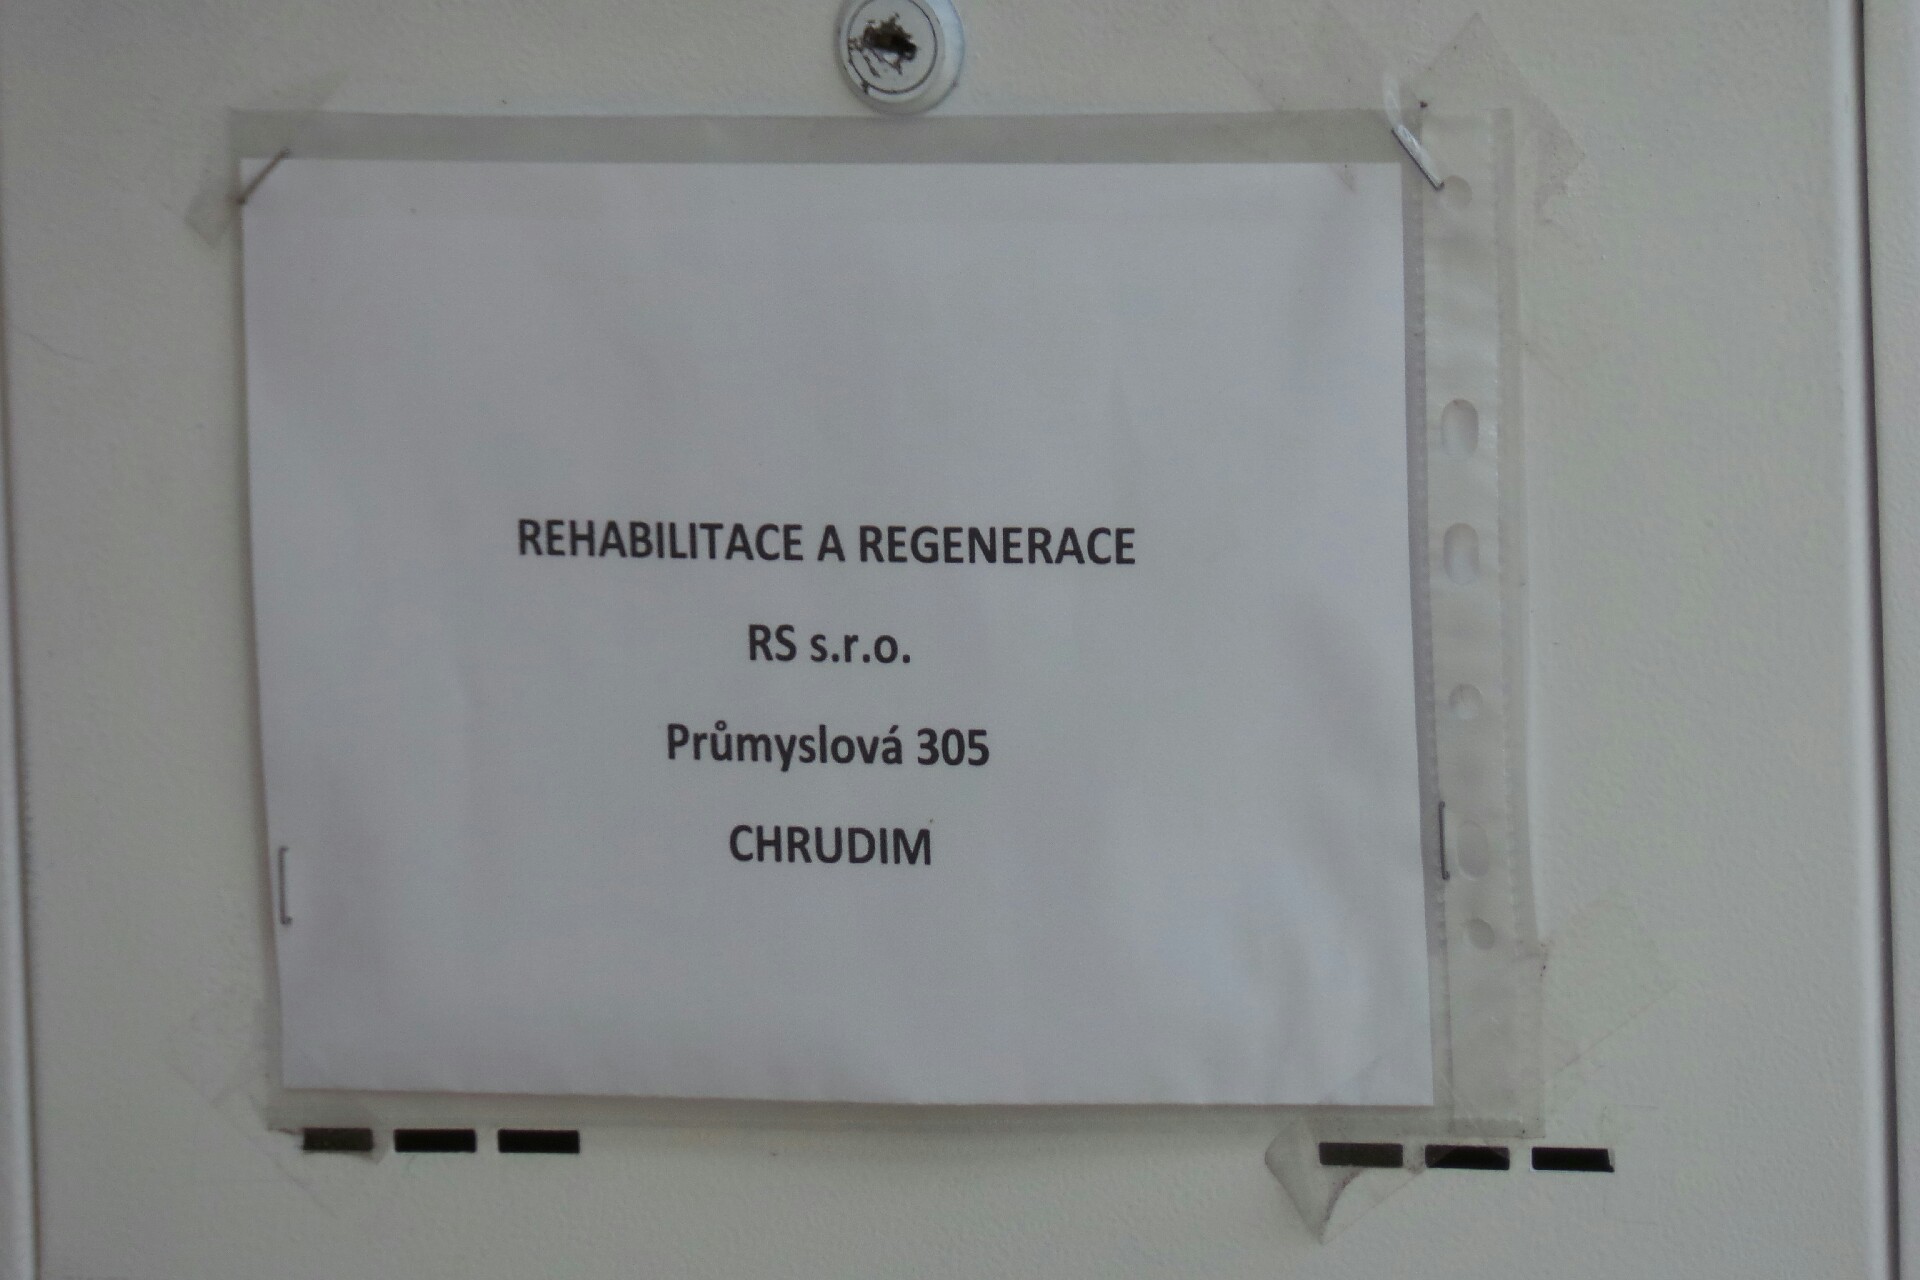 REHABILITACE A REGENERACE
RS s.r.o.
Průmyslová 305
CHRUDIM